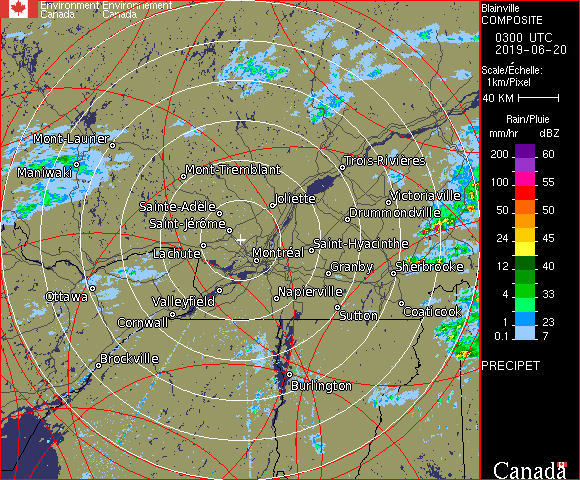 Environment Environnement
Canada Canada
Blainville
COMPOSITE
0300 UTC
2019-06-20
Scale/Échelle:
1km/Pixel
40 KM
Rain/Pluie
mm/hr dBZ
200 60
100 55
50 50
24 45
12 40
4 33
1 23
0.1 7
PRECIPET
Canada
Mont-Laurier
Maniwaki
Mont-Tremblant
Trois-Rivières
Joliette
Victoriaville
Sainte-Adèle
Drummondville
Saint-Jérôme
Saint-Hyacinthe
Lachute
Montréal
Granby
Sherbrooke
Ottawa
Valleyfield
Napierville
Cornwall
Sutton
Coaticook
Brockville
Burlington